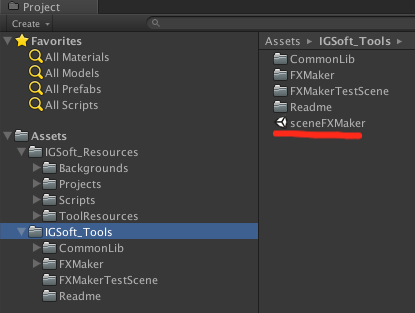 Project
Create
Favorites
All Materials
All Models
All Prefabs
All Scripts
Assets
IGSoft_Resources
Backgrounds
Projects
Scripts
ToolResources
IGSoft_Tools
CommonLib
FXMaker
FXMakerTestScene
Readme
Assets IGSoft_Tools
CommonLib
FXMaker
FXMakerTestScene
Readme
sceneFXMaker